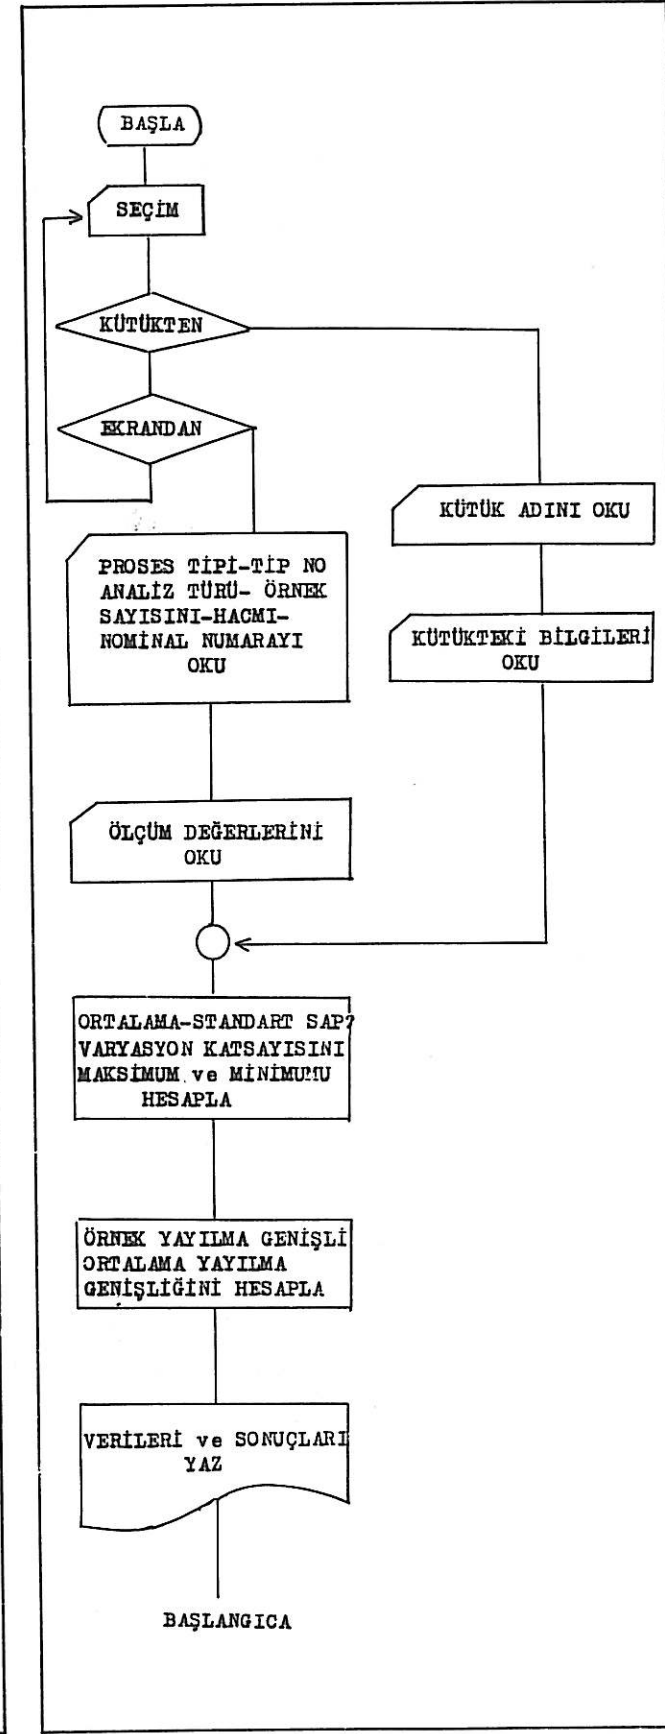 BAŞLA
SEÇİM
KÜTÜKTEN
EKRANDAN
KÜTÜK ADINI OKU
KÜTÜKTEKİ BİLGİLERİ
OKU
PROSES TİPİ-TİP NO
ANALİZ TÜRÜ- ÖRNEK
SAYISINI-HACMI-
NOMİNAL NUMARAYI
OKU
ÖLÇÜM DEĞERLERİNİ
OKU
ORTALAMA-STANDART SAP?
VARYASYON KATSAYISINI
MAKSİMUM ve MİNİMUMU
HESAPLA
ÖRNEK YAYILMA GENİŞLİ
ORTALAMA YAYILMA
GENİŞLİĞİNİ HESAPLA
VERİLERİ ve SONUÇLARI
YAZ
BAŞLANGICA